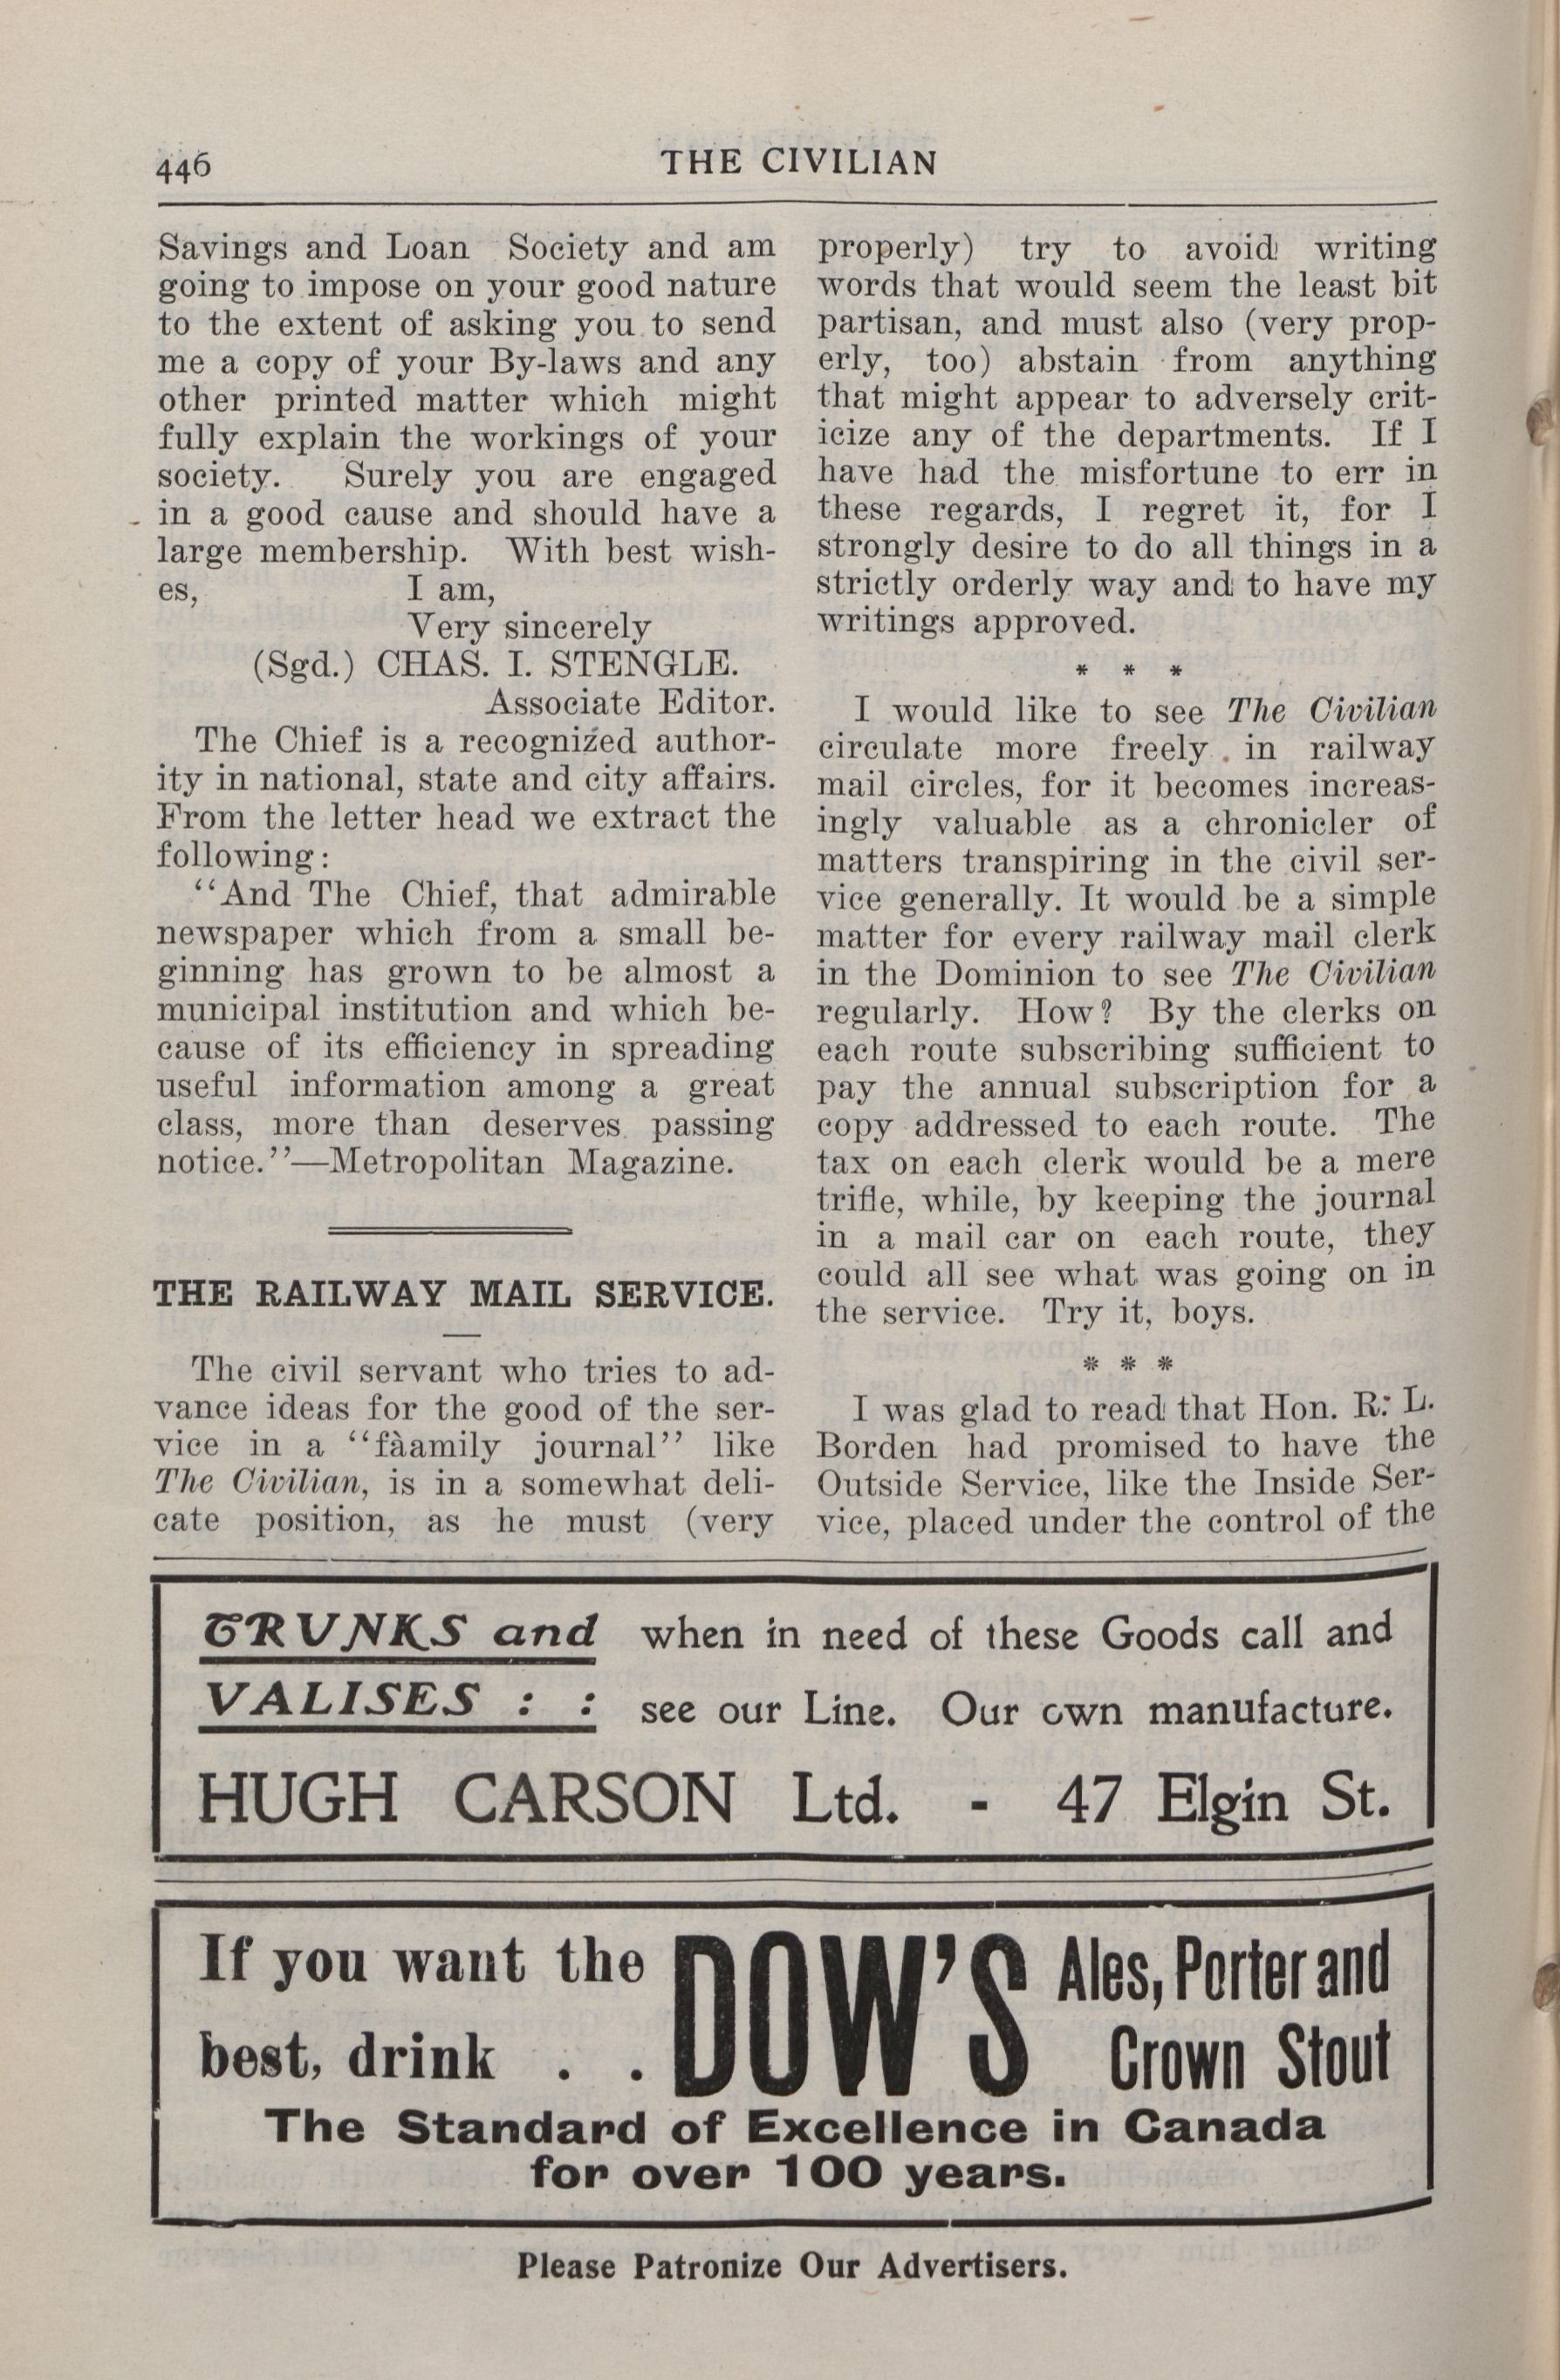 446
THE CIVILIAN
Savings and Loan Society and am
going to impose on your good nature
to the extent of asking you to send
me a copy of your By-laws and any
other printed matter which might
fully explain the workings of your
society. Surely you are engaged
in a good cause and should have a
large membership. With best wish-
es, I am,
Very sincerely
(Sgd.) CHAS. I. STENGLE.
Associate Editor.
The Chief is a recognized author-
ity in national, state and city affairs.
From the letter head we extract the
following:
"And The Chief, that admirable
newspaper which from a small be-
ginning has grown to be almost a
municipal institution and which be-
cause of its efficiency in spreading
useful information among a great
class, more than deserves passing
notice."—Metropolitan Magazine.
THE RAILWAY MAIL SERVICE.
The civil servant who tries to ad-
vance ideas for the good of the ser-
vice in a "fàamily journal" like
The Civilian, is in a somewhat deli-
cate position, as he must (very
properly) try to avoid writing
words that would seem the least bit
partisan, and must also (very prop-
erly, too) abstain from anything
that might appear to adversely crit-
icize any of the departments. If I
have had the misfortune to err in
these regards, I regret it, for I
strongly desire to do all things in a
strictly orderly way and to have my
writings approved.
* * *
I would like to see The Civilian
circulate more freely in railway
mail circles, for it becomes increas-
ingly valuable as a chronicler of
matters transpiring in the civil ser-
vice generally. It would be a simple
matter for every railway mail clerk
in the Dominion to see The Civilian
regularly. How? By the clerks on
each route subscribing sufficient to
pay the annual subscription for a
copy addressed to each route. The
tax on each clerk would be a mere
trifle, while, by keeping the journal
in a mail car on each route, they
could all see what was going on in
the service. Try it, boys.
* * *
I was glad to read that Hon. R. L.
Borden had promised to have the
Outside Service, like the Inside Ser-
vice, placed under the control of the
TRUNKS and when in need of these Goods call and
VALISES : : see our Line. Our own manufacture.
HUGH CARSON Ltd. - 47 Elgin St.
If you want the
best, drink . .
DOW'S
Ales, Porter and
Crown Stout
The Standard of Excellence in Canada
for over 100 years.
Please Patronize Our Advertisers.